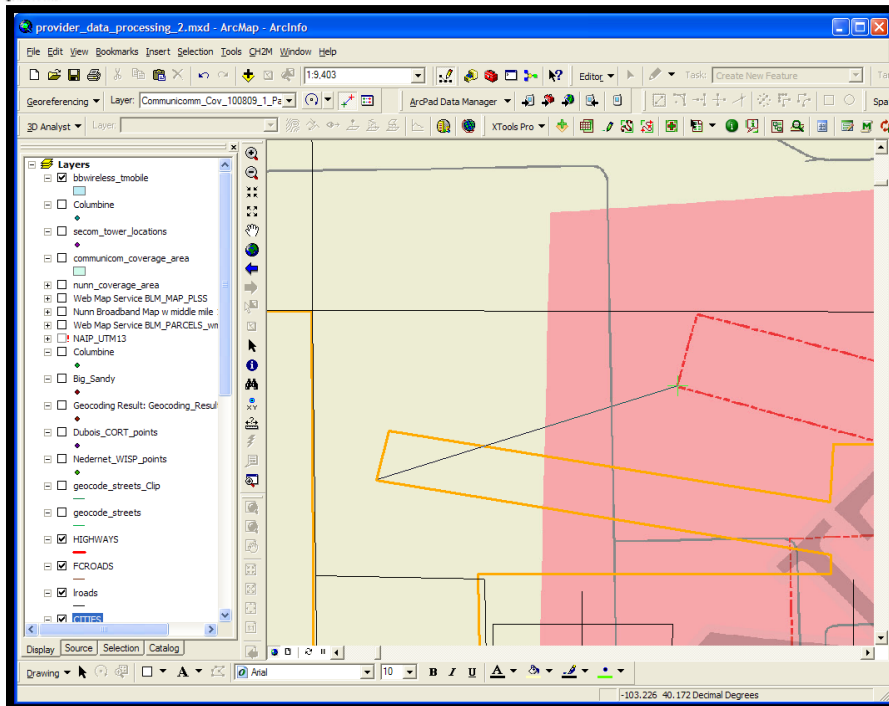 provider_data_processing_2.mxd - ArcMap - ArcInfo
File Edit View Bookmarks Insert Selection Tools CH2M Window Help
1:9,403 Editor Task: Create New Feature Tar
Georeferencing Layer: Communicomm_Cov_100809_1_Pa ArcPad Data Manager Spa
3D Analyst Layer: XTools Pro
Layers
bbwireless_tmobile
Columbine
secom_tower_locations
communicom_coverage_area
nunn_coverage_area
Web Map Service BLM_MAP_PLSS
Nunn Broadband Map w middle mile
Web Map Service BLM_PARCELS_wm
NAIP_UTM13
Columbine
Big_Sandy
Geocoding Result: Geocoding_Resul
Dubois_CORT_points
Nedernet_WISP_points
geocode_streets_Clip
geocode_streets
HIGHWAYS
FCROADS
lroads
CITIES
Display Source Selection Catalog
Drawing A Arial 10 B I U A
-103.226 40.172 Decimal Degrees